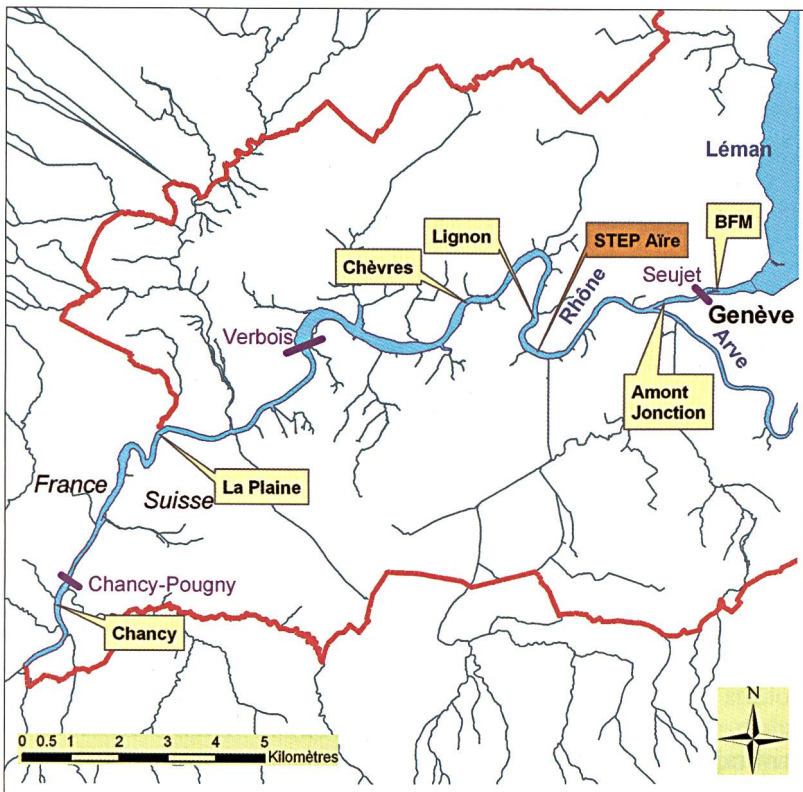 Léman
BFM
Lignon
STEP Aïre
Chèvres
Seujet
Rhône
Genève
Verbois
Arve
Amont
Jonction
La Plaine
France
Suisse
Chancy-Pougny
Chancy
N
0 0.5 1 2 3 4 5
Kilomètres